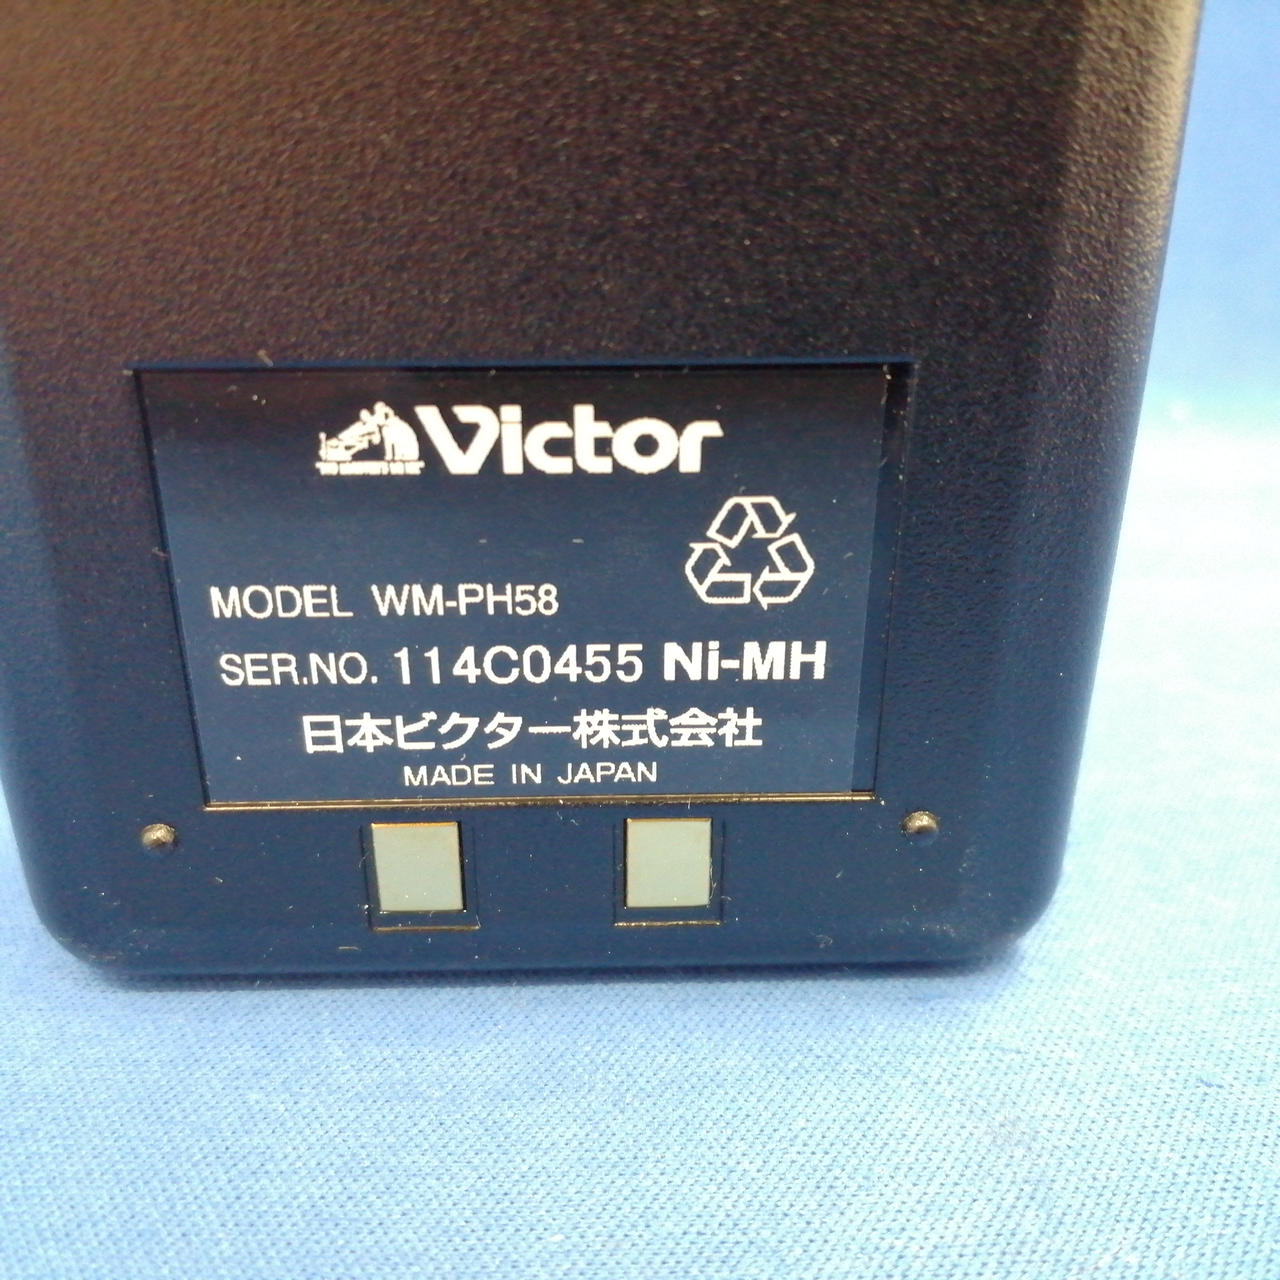 Victor
MODEL WM-PH58
SER.NO. 114C0455 Ni-MH
日本ビクター株式会社
MADE IN JAPAN